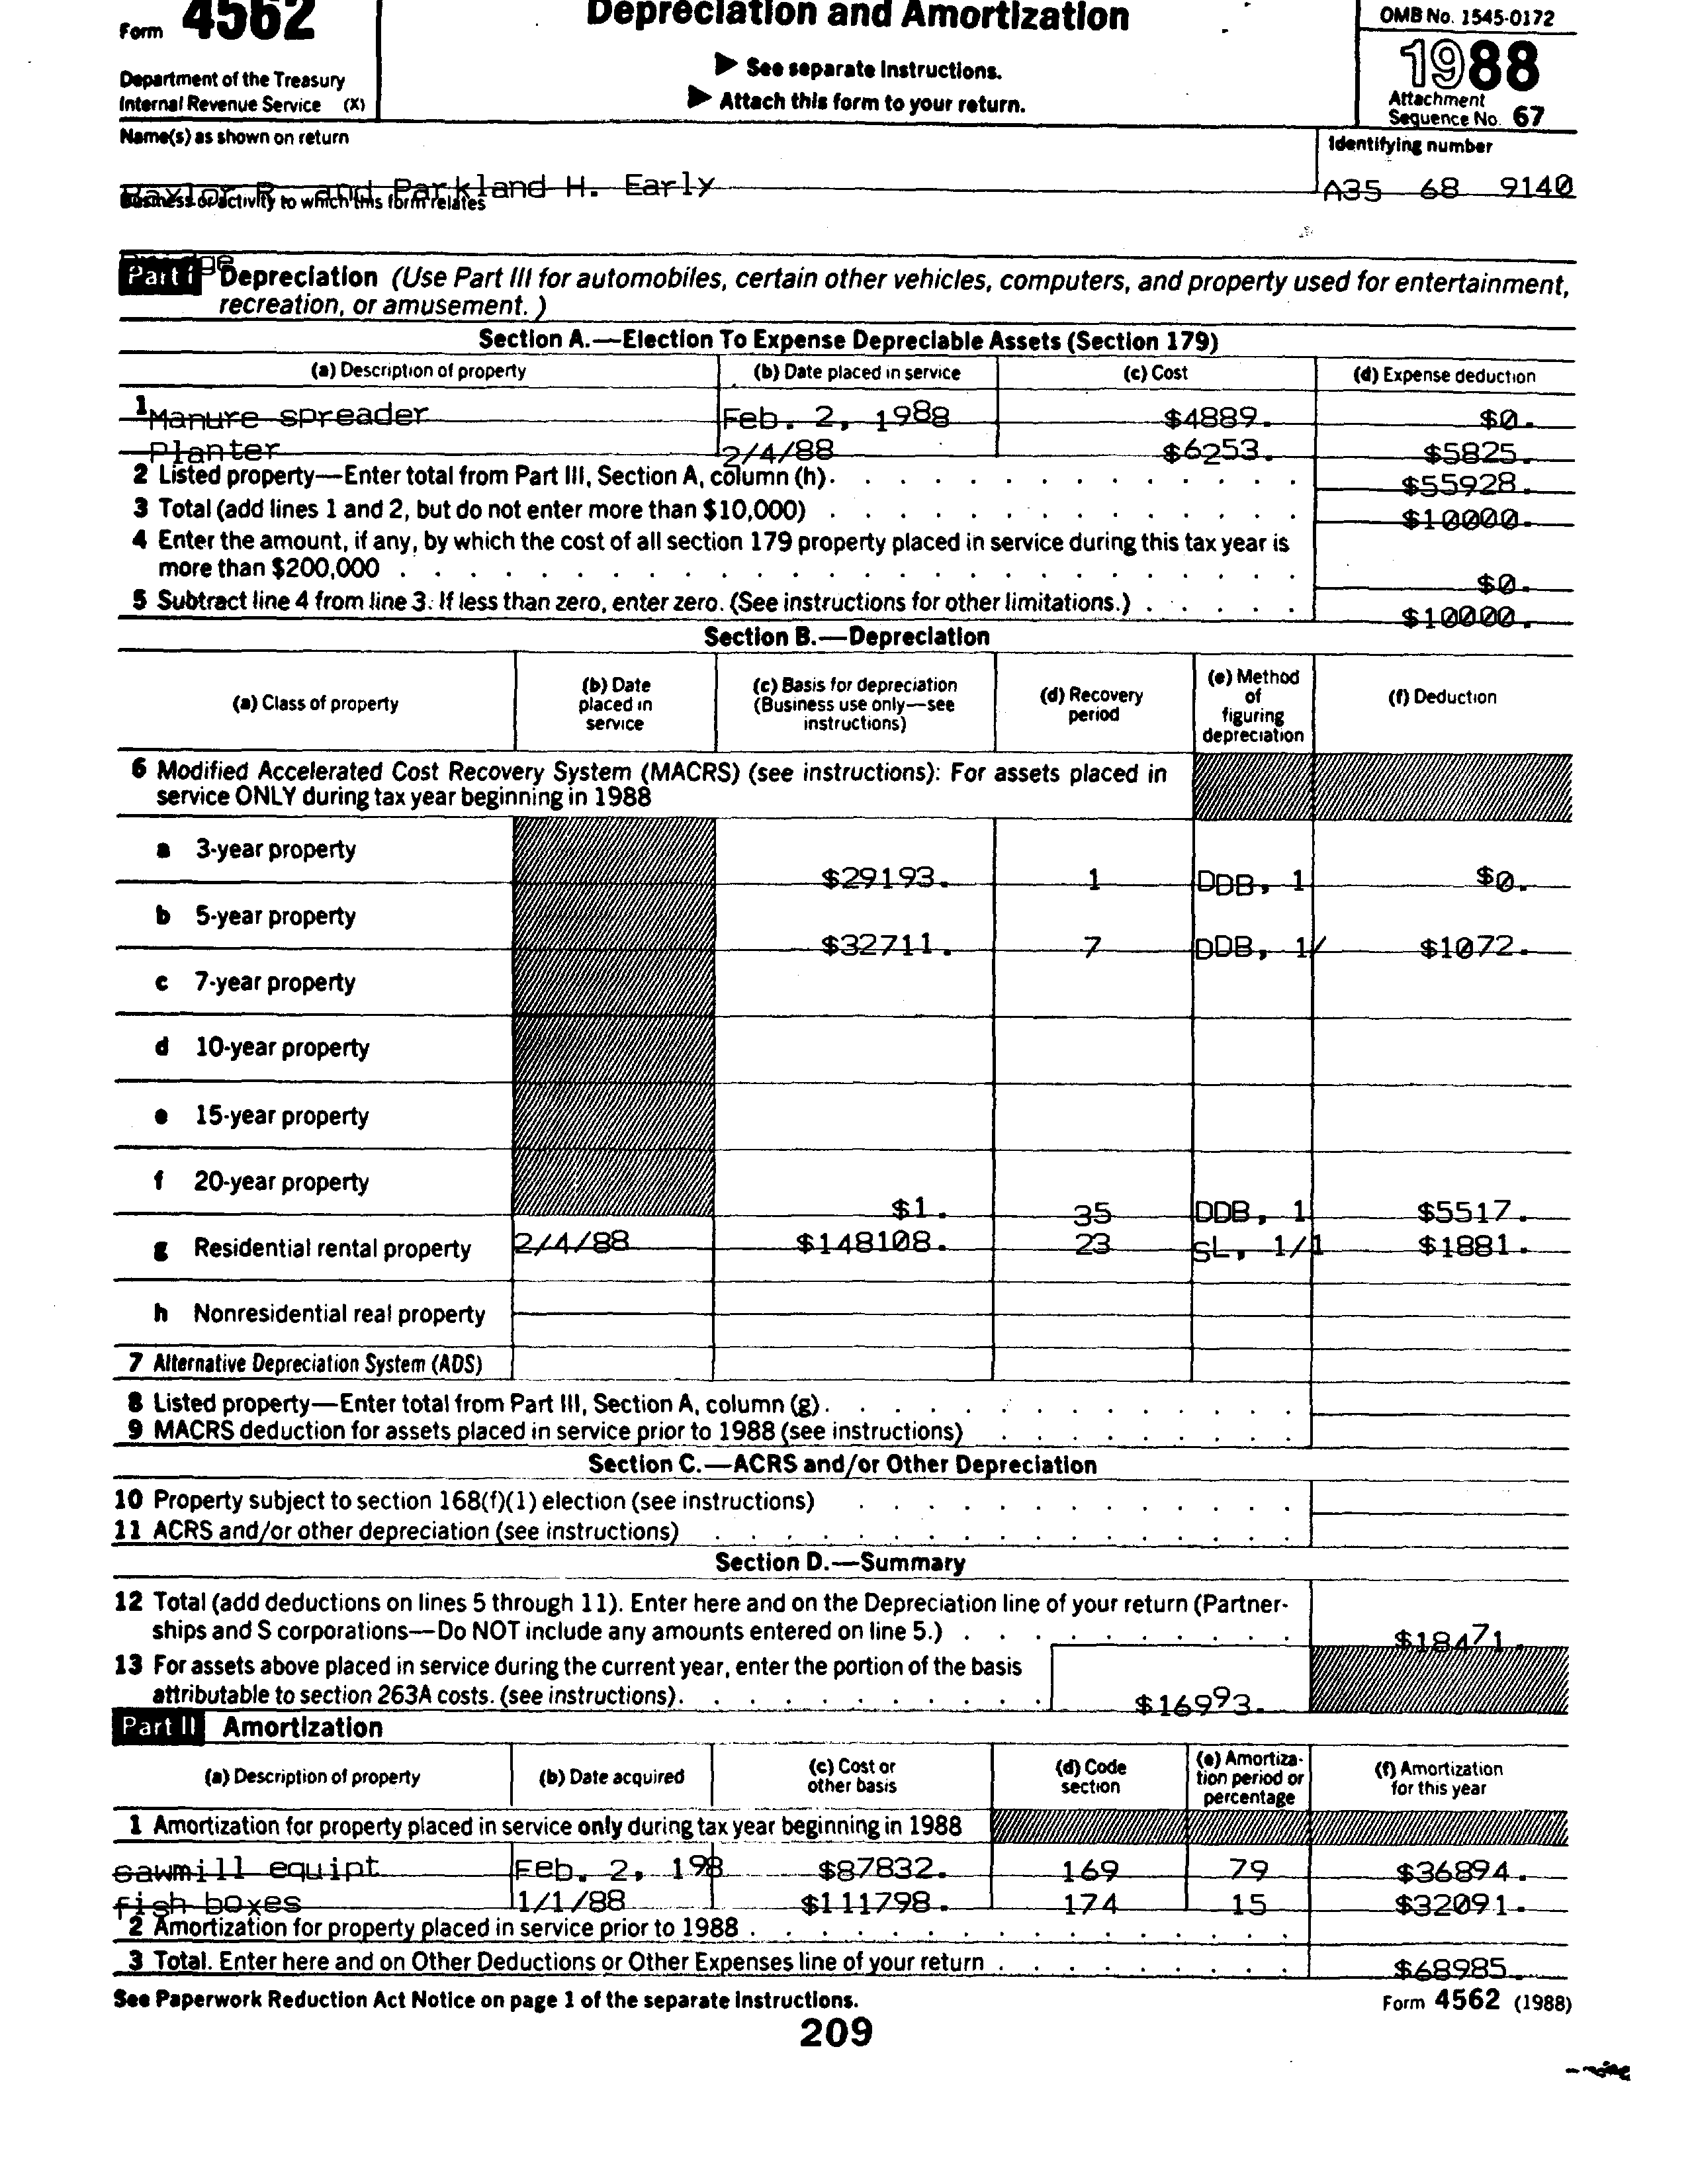 Form 4562
Depreciation and Amortization
OMB No. 1545-0172
1988
Department of the Treasury
Internal Revenue Service (X)
▶ See separate Instructions.
▶ Attach this form to your return.
Attachment
Sequence No. 67
Name(s) as shown on return
Identifying number
Baylor R. and Parkland H. Early
A35 68 9140
Business or activity to which this form relates
Part I Depreciation (Use Part III for automobiles, certain other vehicles, computers, and property used for entertainment,
recreation, or amusement.)
Section A.—Election To Expense Depreciable Assets (Section 179)
(a) Description of property (b) Date placed in service (c) Cost (d) Expense deduction
1 Manure spreader Feb. 2, 1988 $4889. $0.
Planter 2/4/88 $6253. $5825.
2 Listed property—Enter total from Part III, Section A, column (h). $55928.
3 Total (add lines 1 and 2, but do not enter more than $10,000) $10000.
4 Enter the amount, if any, by which the cost of all section 179 property placed in service during this tax year is
more than $200,000 $0.
5 Subtract line 4 from line 3. If less than zero, enter zero. (See instructions for other limitations.) $10000.
Section B.—Depreciation
(a) Class of property (b) Date placed in service (c) Basis for depreciation (Business use only—see instructions) (d) Recovery period (e) Method of figuring depreciation (f) Deduction
6 Modified Accelerated Cost Recovery System (MACRS) (see instructions): For assets placed in
service ONLY during tax year beginning in 1988
a 3-year property $29193. 1 DDB, 1 $0.
b 5-year property $32711. 7 DDB, 1/ $1072.
c 7-year property
d 10-year property
e 15-year property
f 20-year property $1. 35 DDB, 1 $5517.
g Residential rental property 2/4/88 $148108. 23 SL, 1/1 $1881.
h Nonresidential real property
7 Alternative Depreciation System (ADS)
8 Listed property—Enter total from Part III, Section A, column (g).
9 MACRS deduction for assets placed in service prior to 1988 (see instructions)
Section C.—ACRS and/or Other Depreciation
10 Property subject to section 168(f)(1) election (see instructions)
11 ACRS and/or other depreciation (see instructions)
Section D.—Summary
12 Total (add deductions on lines 5 through 11). Enter here and on the Depreciation line of your return (Partner-
ships and S corporations—Do NOT include any amounts entered on line 5.) $18471.
13 For assets above placed in service during the current year, enter the portion of the basis
attributable to section 263A costs. (see instructions). $16993.
Part II Amortization
(a) Description of property (b) Date acquired (c) Cost or other basis (d) Code section (e) Amortiza-tion period or percentage (f) Amortization for this year
1 Amortization for property placed in service only during tax year beginning in 1988
sawmill equipt Feb. 2, 198 $87832. 169 79 $36894.
fish boxes 1/1/88 $111798. 174 15 $32091.
2 Amortization for property placed in service prior to 1988
3 Total. Enter here and on Other Deductions or Other Expenses line of your return $68985.
See Paperwork Reduction Act Notice on page 1 of the separate Instructions.
Form 4562 (1988)
209